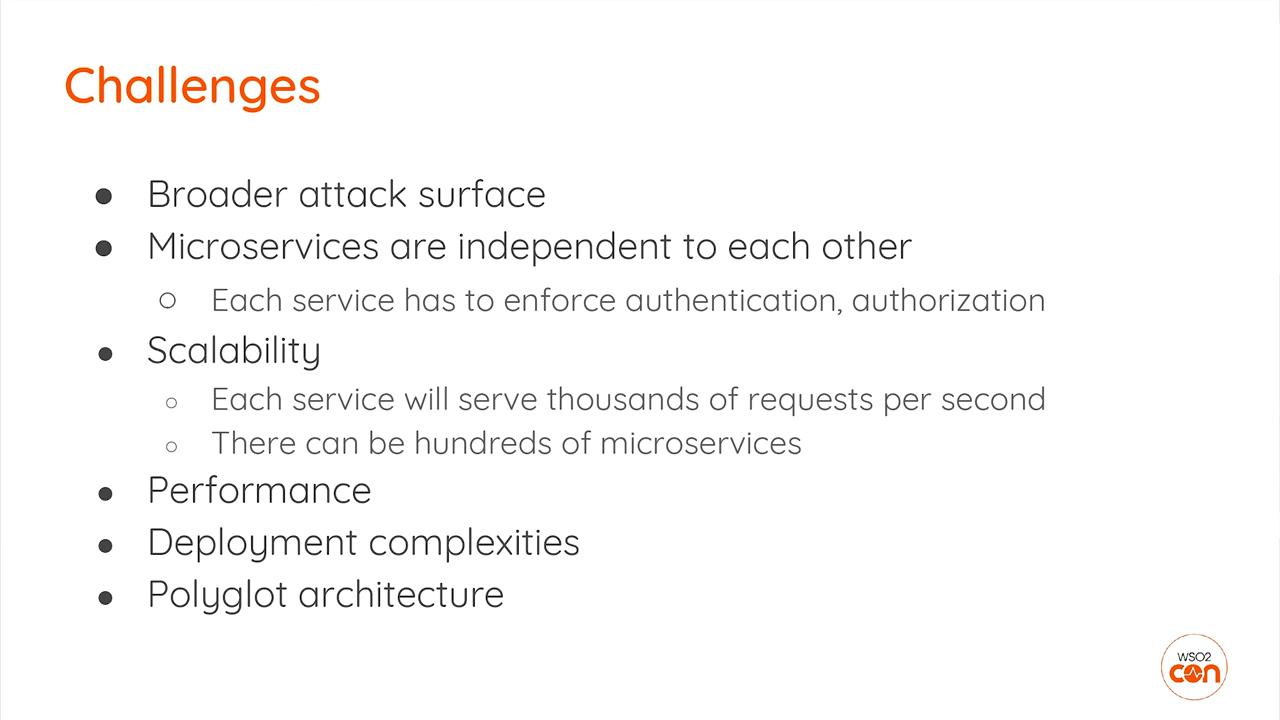 Challenges
● Broader attack surface
● Microservices are independent to each other
○ Each service has to enforce authentication, authorization
● Scalability
○ Each service will serve thousands of requests per second
○ There can be hundreds of microservices
● Performance
● Deployment complexities
● Polyglot architecture
WSO2
con